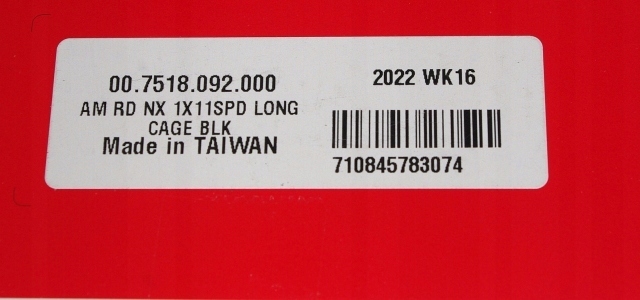 00.7518.092.000
AM RD NX 1X11SPD LONG
CAGE BLK
Made in TAIWAN
2022 WK16
710845783074